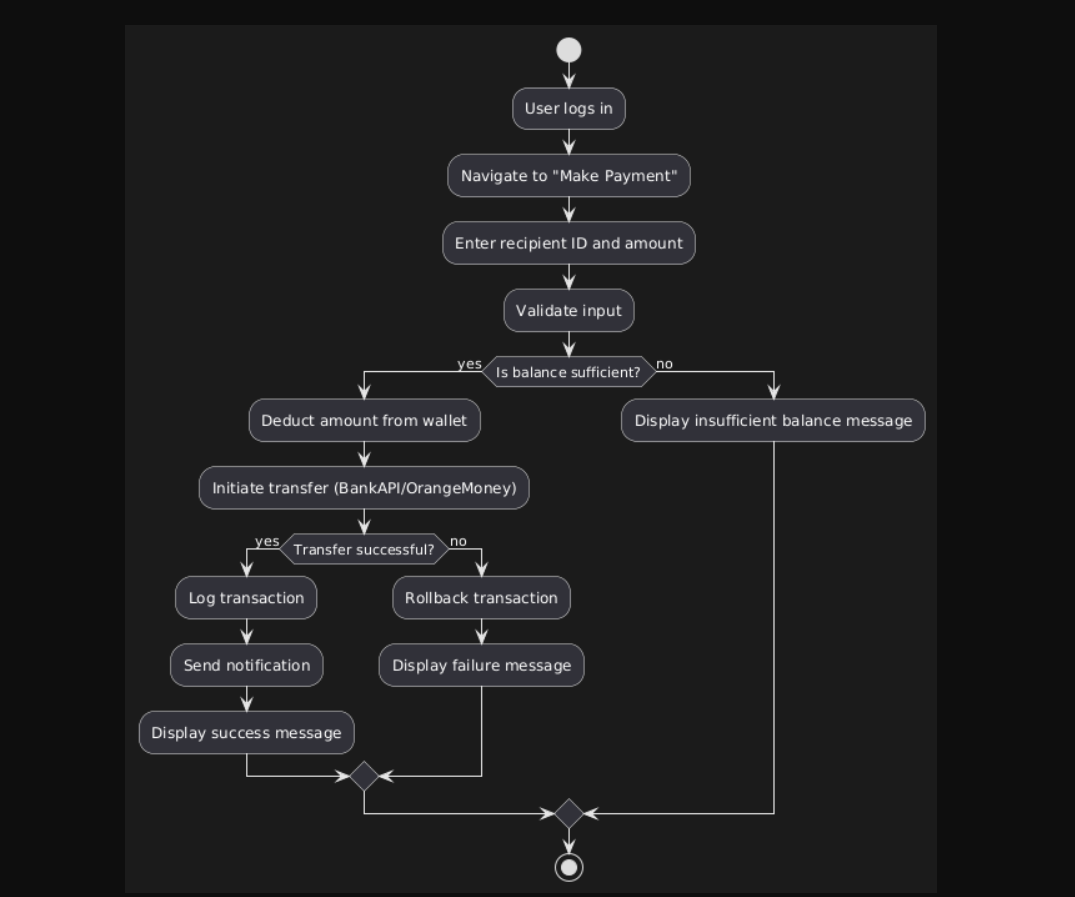 User logs in
Navigate to "Make Payment"
Enter recipient ID and amount
Validate input
yes
Is balance sufficient?
no
Deduct amount from wallet
Display insufficient balance message
Initiate transfer (BankAPI/OrangeMoney)
yes
Transfer successful?
no
Log transaction
Rollback transaction
Send notification
Display failure message
Display success message